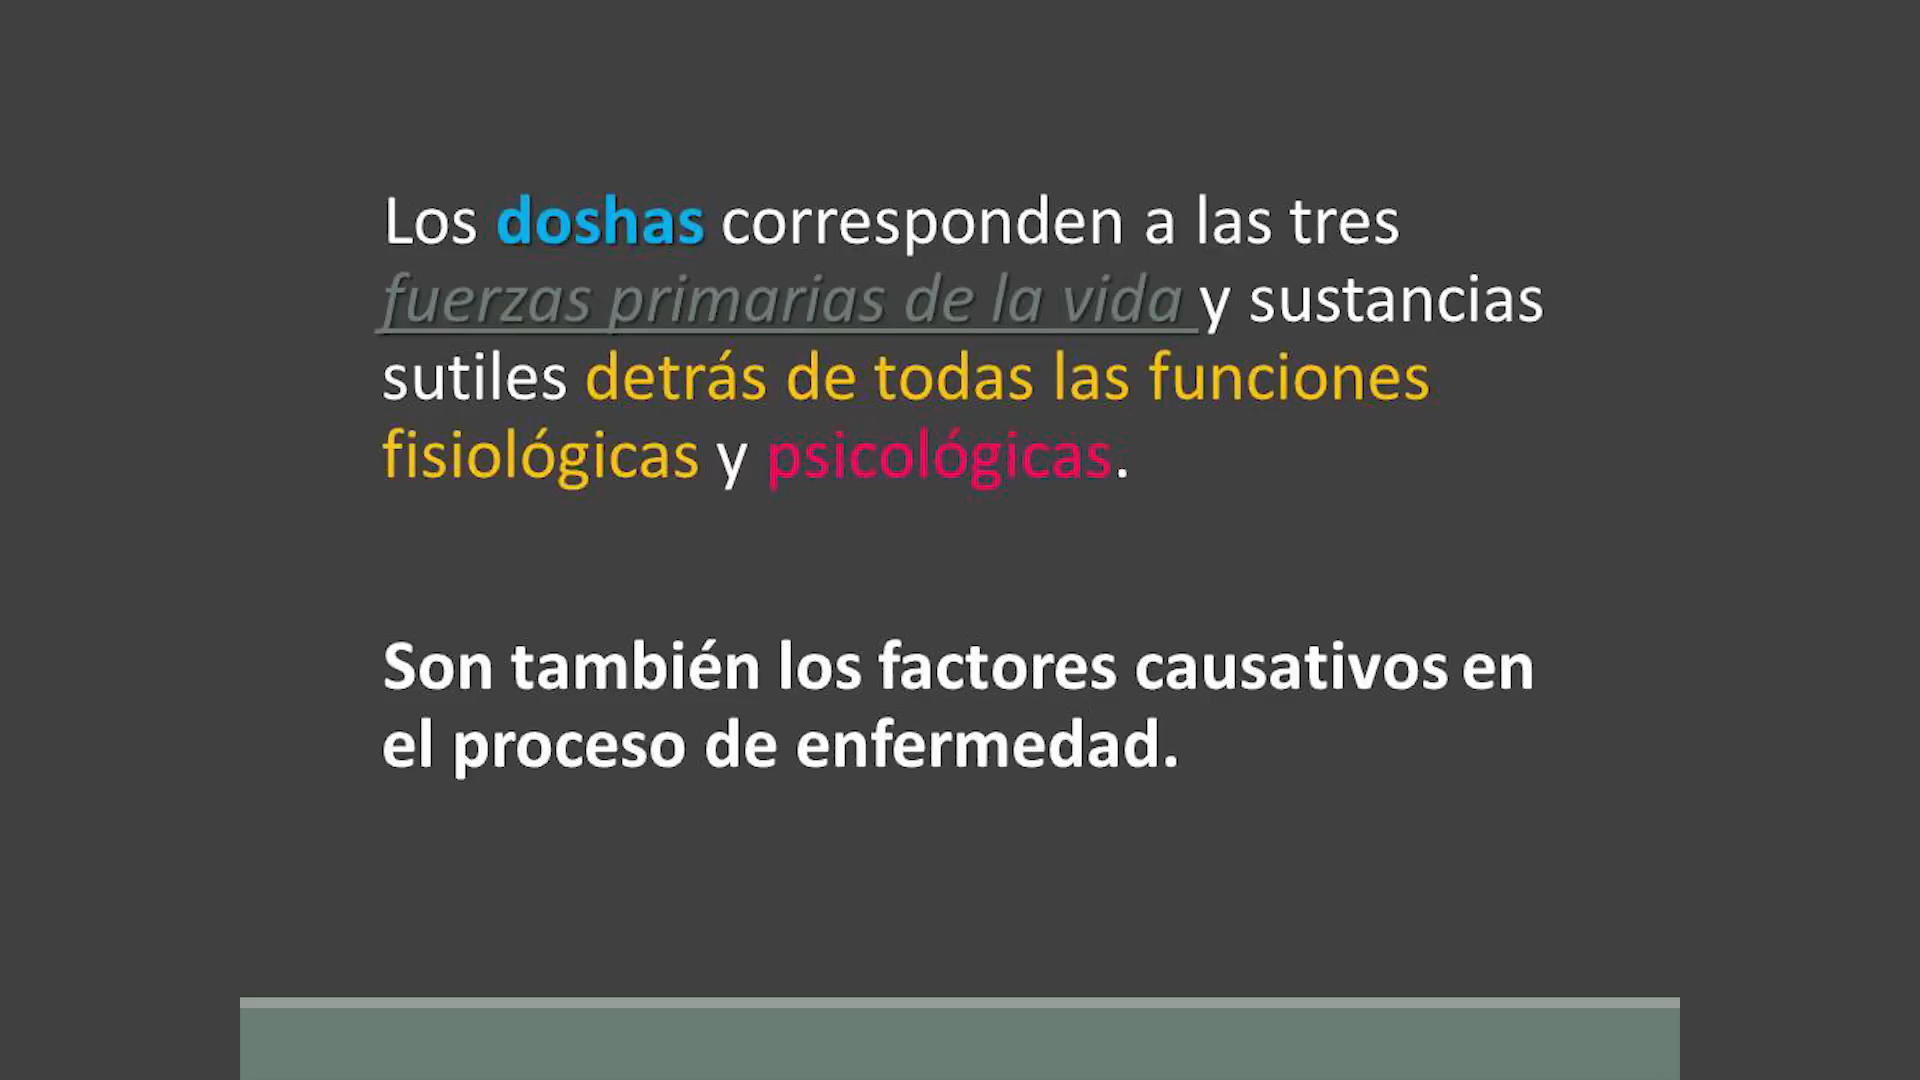 Los doshas corresponden a las tres
fuerzas primarias de la vida y sustancias
sutiles detrás de todas las funciones
fisiológicas y psicológicas.
Son también los factores causativos en
el proceso de enfermedad.